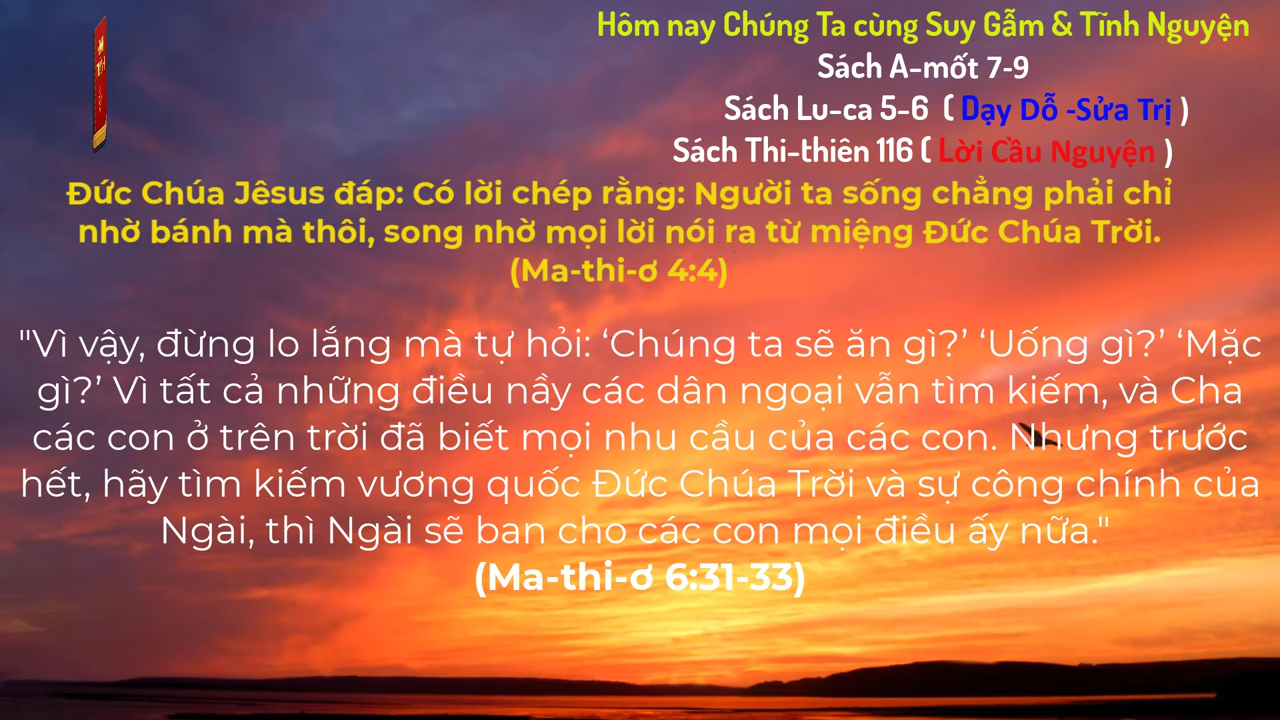 Hôm nay Chúng Ta cùng Suy Gẫm & Tĩnh Nguyện
Sách A-mốt 7-9
Sách Lu-ca 5-6 ( Dạy Dỗ -Sửa Trị )
Sách Thi-thiên 116 ( Lời Cầu Nguyện )
Đức Chúa Jêsus đáp: Có lời chép rằng: Người ta sống chẳng phải chỉ
nhờ bánh mà thôi, song nhờ mọi lời nói ra từ miệng Đức Chúa Trời.
(Ma-thi-ơ 4:4)
"Vì vậy, đừng lo lắng mà tự hỏi: ‘Chúng ta sẽ ăn gì?’ ‘Uống gì?’ ‘Mặc
gì?’ Vì tất cả những điều nầy các dân ngoại vẫn tìm kiếm, và Cha
các con ở trên trời đã biết mọi nhu cầu của các con. Nhưng trước
hết, hãy tìm kiếm vương quốc Đức Chúa Trời và sự công chính của
Ngài, thì Ngài sẽ ban cho các con mọi điều ấy nữa."
(Ma-thi-ơ 6:31-33)